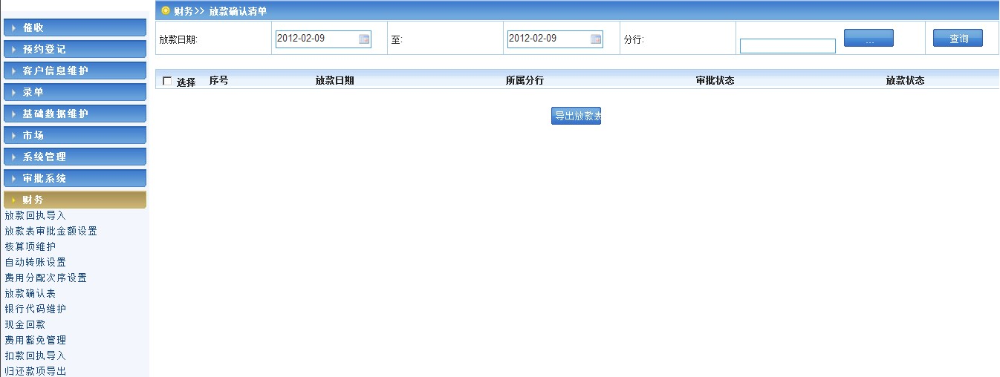 催收
预约登记
客户信息维护
录单
基础数据维护
市场
系统管理
审批系统
财务
放款回执导入
放款表审批金额设置
核算项维护
自动转账设置
费用分配次序设置
放款确认表
银行代码维护
现金回款
费用豁免管理
扣款回执导入
归还款项导出
财务>> 放款确认清单
放款日期: 2012-02-09 至: 2012-02-09 分行: ... 查询
选择 序号 放款日期 所属分行 审批状态 放款状态
导出放款表